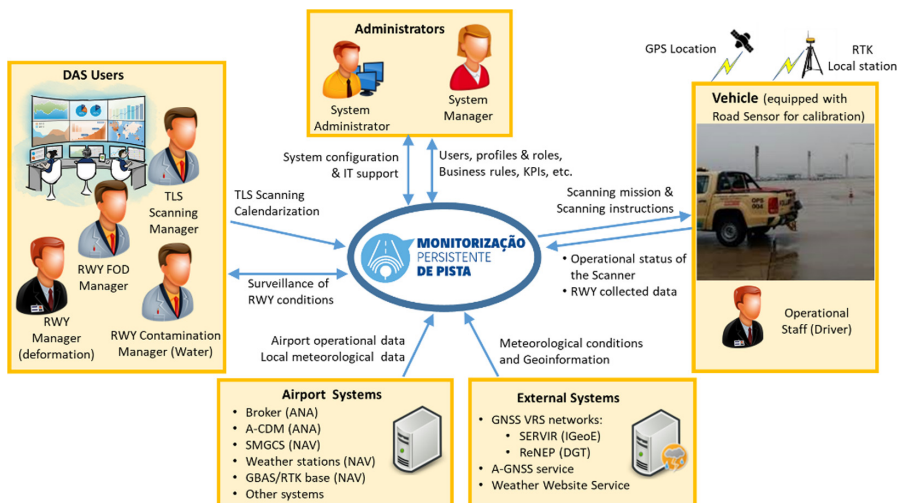 Administrators
System
Administrator
System
Manager
DAS Users
TLS
Scanning
Manager
RWY FOD
Manager
RWY
Manager
(deformation)
RWY Contamination
Manager (Water)
System configuration
& IT support
Users, profiles & roles,
Business rules, KPIs, etc.
TLS Scanning
Calendarization
Surveillance of
RWY conditions
MONITORIZAÇÃO
PERSISTENTE
DE PISTA
GPS Location
RTK
Local station
Vehicle (equipped with
Road Sensor for calibration)
Scanning mission &
Scanning instructions
• Operational status of
the Scanner
• RWY collected data
Operational
Staff (Driver)
Airport operational data
Local meteorological data
Meteorological conditions
and Geoinformation
Airport Systems
• Broker (ANA)
• A-CDM (ANA)
• SMGCS (NAV)
• Weather stations (NAV)
• GBAS/RTK base (NAV)
• Other systems
External Systems
• GNSS VRS networks:
• SERVIR (IGeoE)
• ReNEP (DGT)
• A-GNSS service
• Weather Website Service